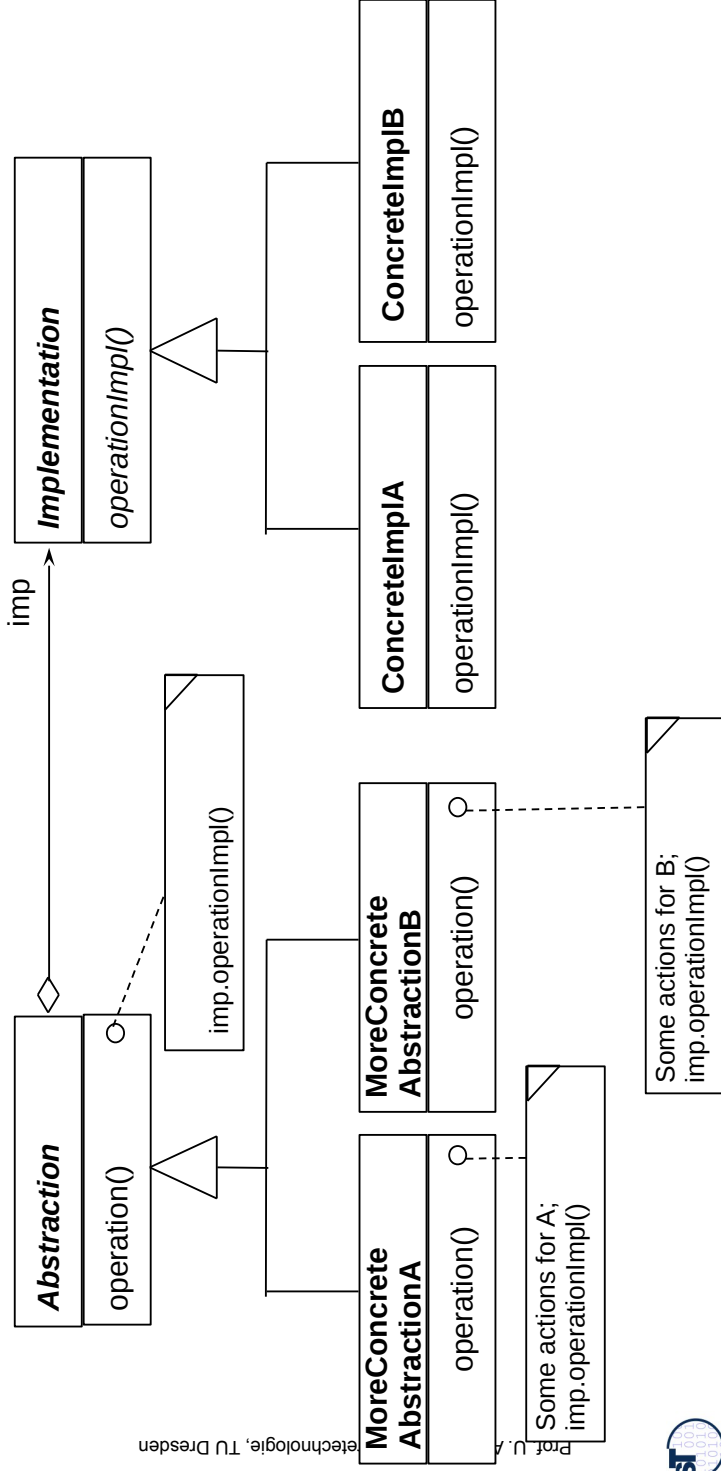 imp
Abstraction
operation()
Implementation
operationImpl()
imp.operationImpl()
MoreConcrete
AbstractionA
operation()
MoreConcrete
AbstractionB
operation()
ConcreteImplA
operationImpl()
ConcreteImplB
operationImpl()
Some actions for A;
imp.operationImpl()
Some actions for B;
imp.operationImpl()
Prof. U. TU Dresden